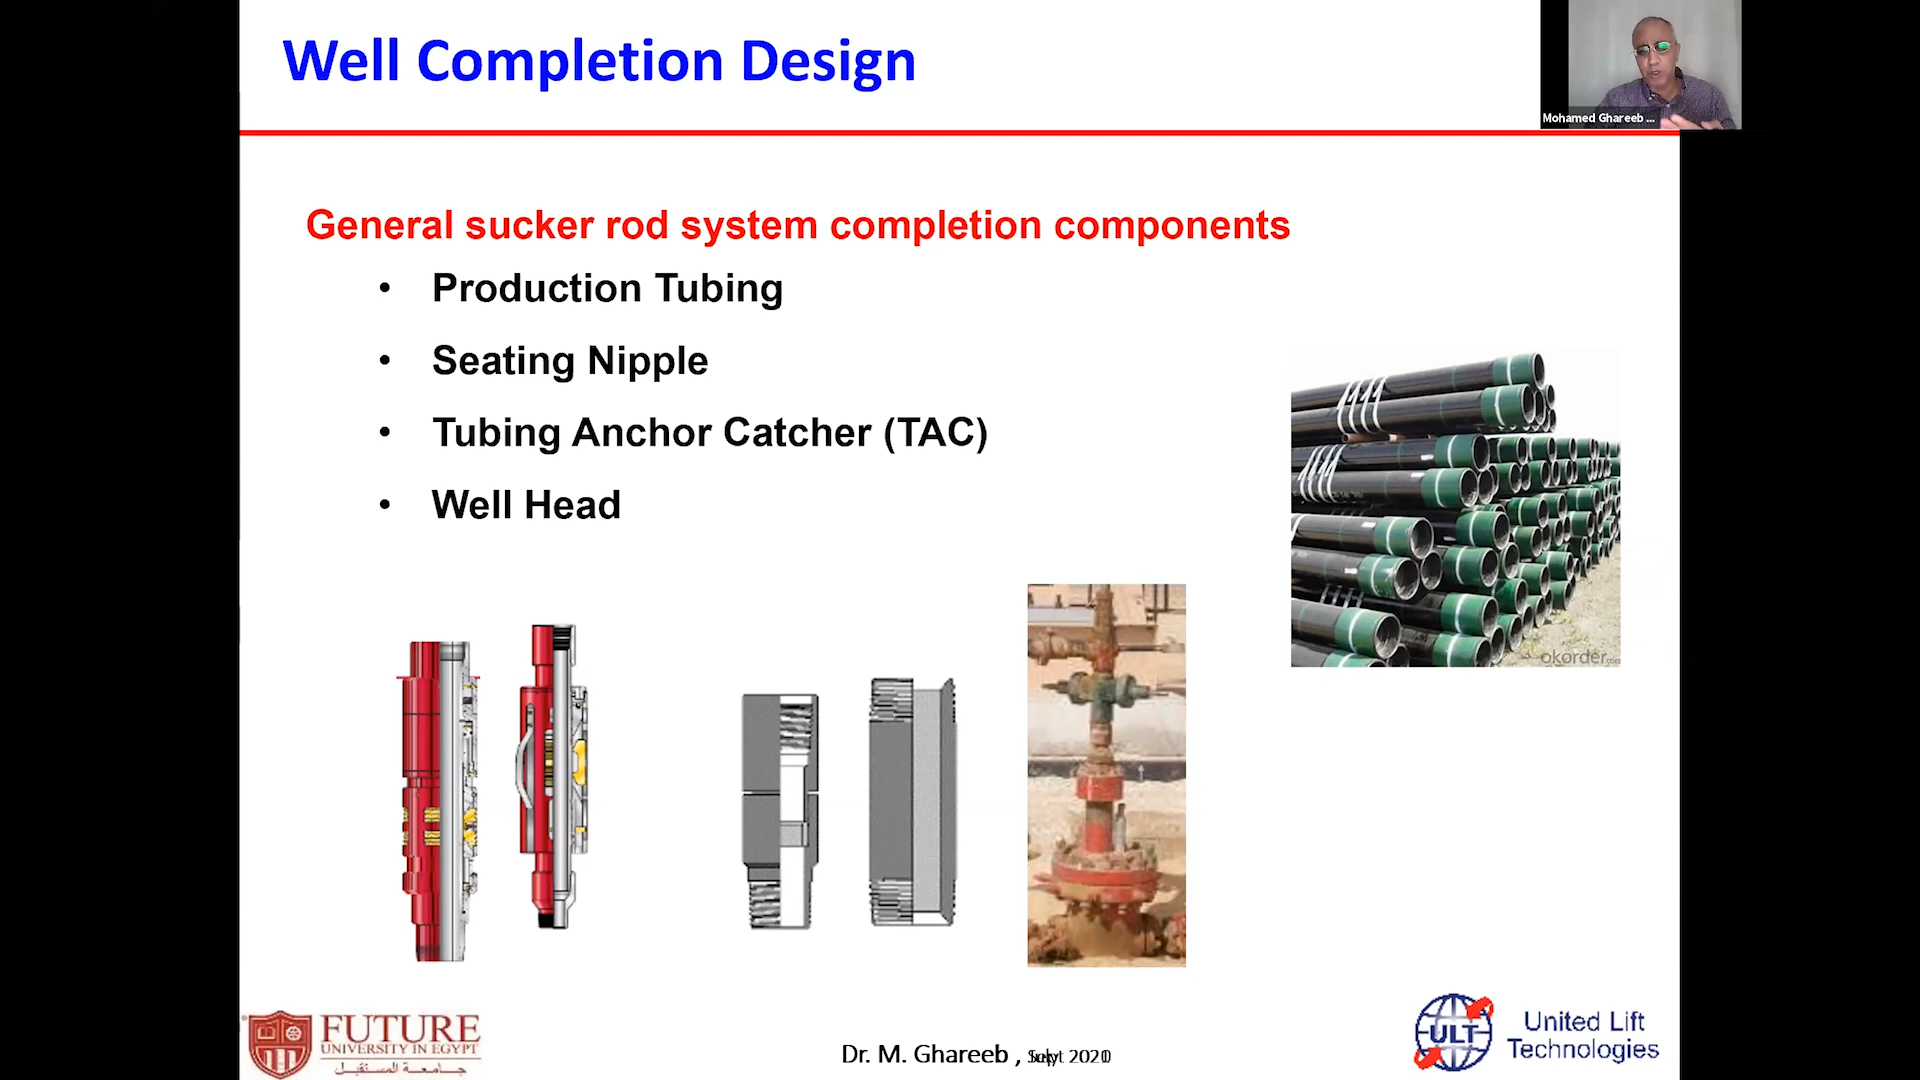 Well Completion Design
Mohamed Ghareeb ...
General sucker rod system completion components
• Production Tubing
• Seating Nipple
• Tubing Anchor Catcher (TAC)
• Well Head
okorder
FUTURE
UNIVERSITY IN EGYPT
جامعة المستقبل
Dr. M. Ghareeb ,
ULT
United Lift
Technologies